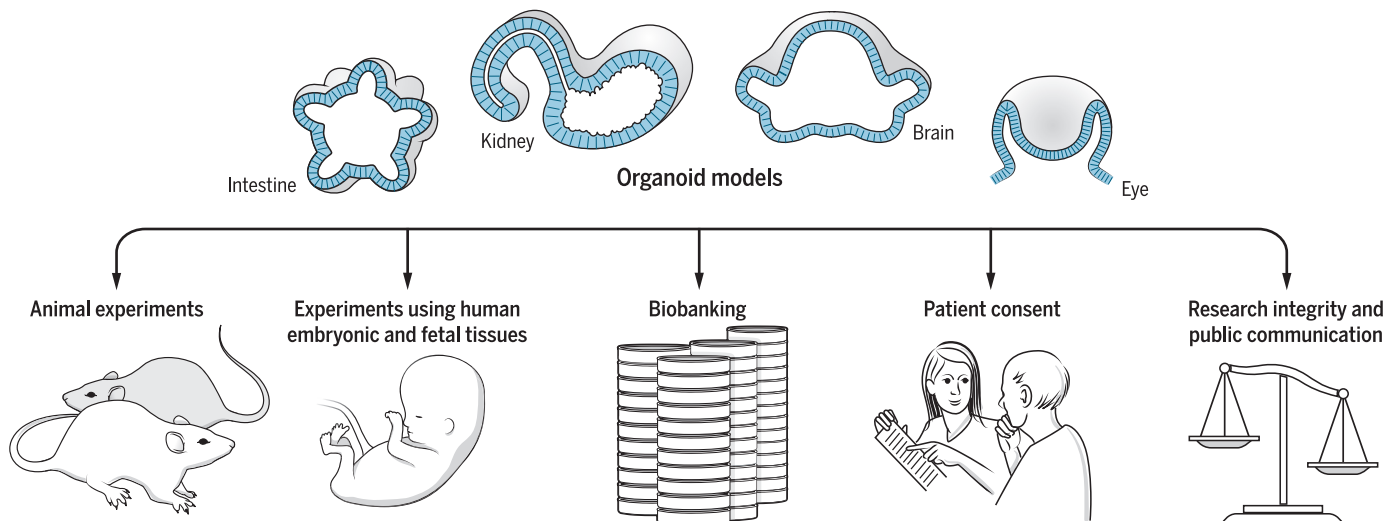 Intestine
Kidney
Brain
Eye
Organoid models
Animal experiments
Experiments using human
embryonic and fetal tissues
Biobanking
Patient consent
Research integrity and
public communication